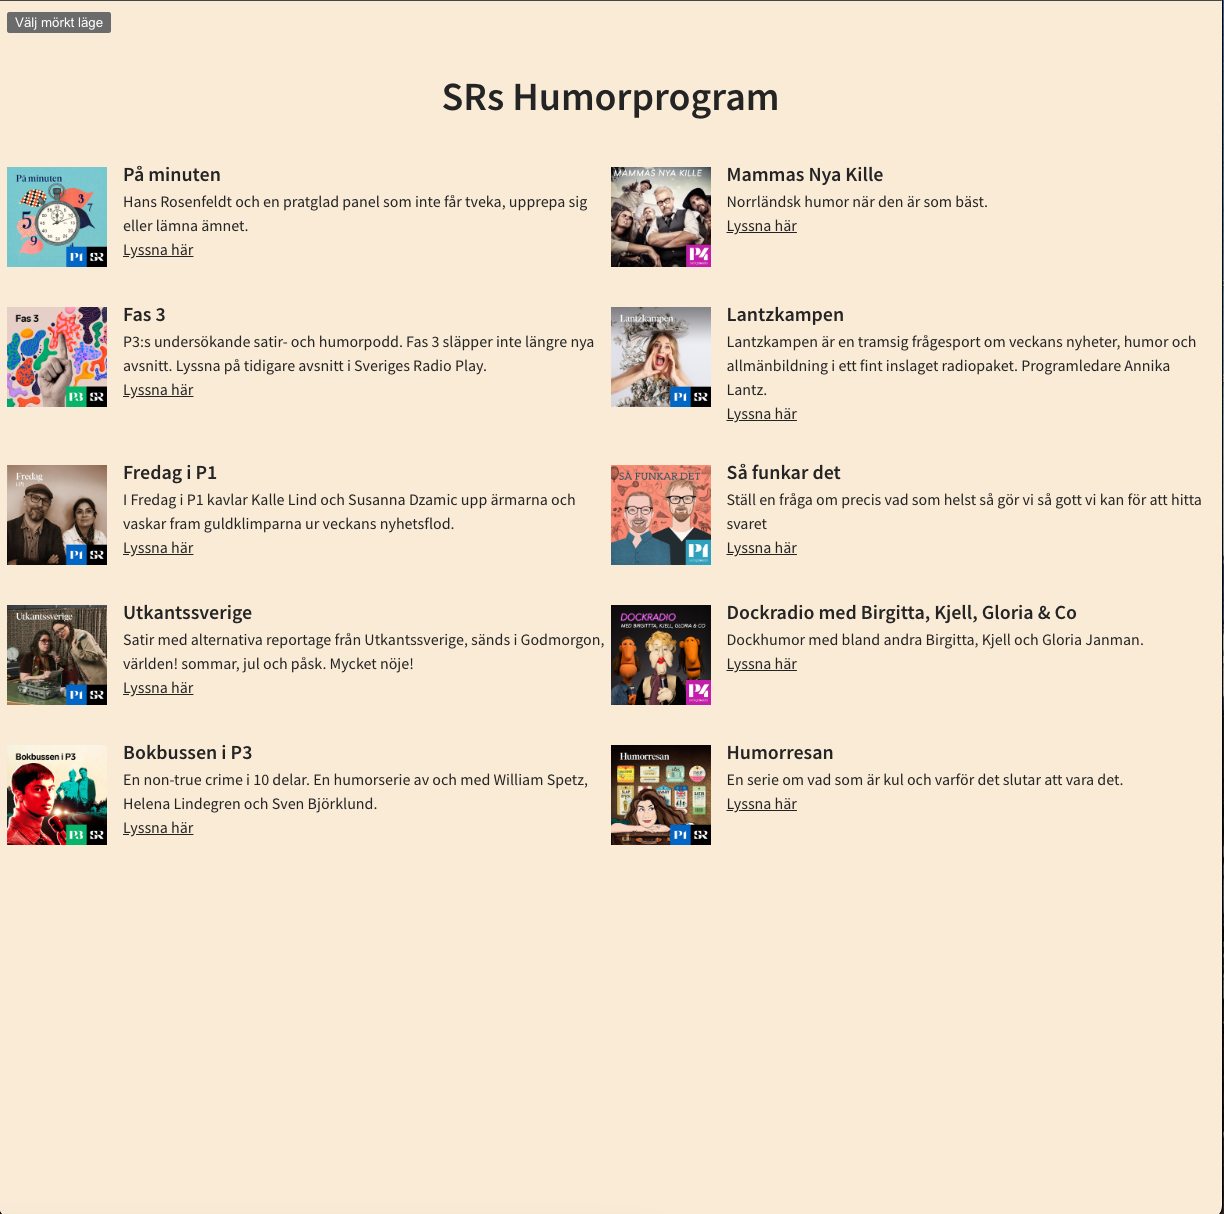 Välj mörkt läge
SRs Humorprogram
På minuten
5
3
7
9
P1 SR
På minuten
Hans Rosenfeldt och en pratglad panel som inte får tveka, upprepa sig
eller lämna ämnet.
Lyssna här
MAMMAS NYA KILLE
P4
Mammas Nya Kille
Norrländsk humor när den är som bäst.
Lyssna här
Fas 3
P3 SR
Fas 3
P3:s undersökande satir- och humorpodd. Fas 3 släpper inte längre nya
avsnitt. Lyssna på tidigare avsnitt i Sveriges Radio Play.
Lyssna här
Lantzkampen
P1 SR
Lantzkampen
Lantzkampen är en tramsig frågesport om veckans nyheter, humor och
allmänbildning i ett fint inslaget radiopaket. Programledare Annika
Lantz.
Lyssna här
Fredag
i P1
P1 SR
Fredag i P1
I Fredag i P1 kavlar Kalle Lind och Susanna Dzamic upp ärmarna och
vaskar fram guldklimparna ur veckans nyhetsflod.
Lyssna här
SÅ FUNKAR DET
P1
Så funkar det
Ställ en fråga om precis vad som helst så gör vi så gott vi kan för att hitta
svaret
Lyssna här
Utkantssverige
P1 SR
Utkantssverige
Satir med alternativa reportage från Utkantssverige, sänds i Godmorgon,
världen! sommar, jul och påsk. Mycket nöje!
Lyssna här
DOCKRADIO
MED BIRGITTA, KJELL, GLORIA & CO
P4
Dockradio med Birgitta, Kjell, Gloria & Co
Dockhumor med bland andra Birgitta, Kjell och Gloria Janman.
Lyssna här
Bokbussen i P3
P3 SR
Bokbussen i P3
En non-true crime i 10 delar. En humorserie av och med William Spetz,
Helena Lindegren och Sven Björklund.
Lyssna här
Humorresan
P1 SR
Humorresan
En serie om vad som är kul och varför det slutar att vara det.
Lyssna här